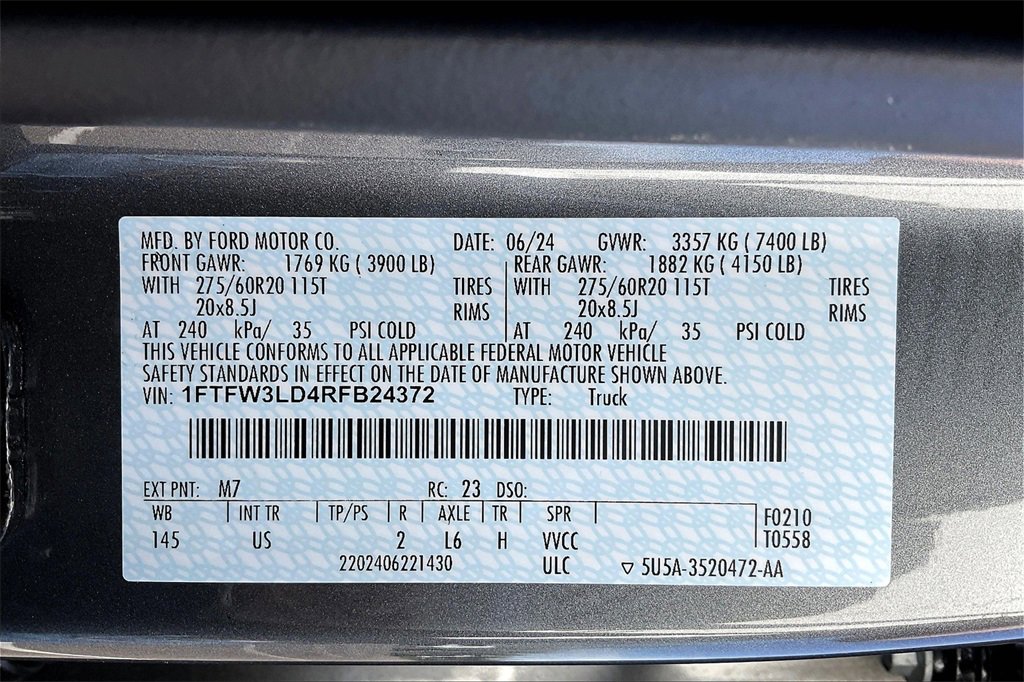 MFD. BY FORD MOTOR CO. DATE: 06/24 GVWR: 3357 KG ( 7400 LB)
FRONT GAWR: 1769 KG ( 3900 LB) REAR GAWR: 1882 KG ( 4150 LB)
WITH 275/60R20 115T TIRES WITH 275/60R20 115T TIRES
20x8.5J RIMS 20x8.5J RIMS
AT 240 kPa/ 35 PSI COLD AT 240 kPa/ 35 PSI COLD
THIS VEHICLE CONFORMS TO ALL APPLICABLE FEDERAL MOTOR VEHICLE
SAFETY STANDARDS IN EFFECT ON THE DATE OF MANUFACTURE SHOWN ABOVE.
VIN: 1FTFW3LD4RFB24372 TYPE: Truck
EXT PNT: M7 RC: 23 DSO:
WB INT TR TP/PS R AXLE TR SPR F0210
145 US 2 L6 H VVCC T0558
2202406221430 ULC ▽ 5U5A-3520472-AA